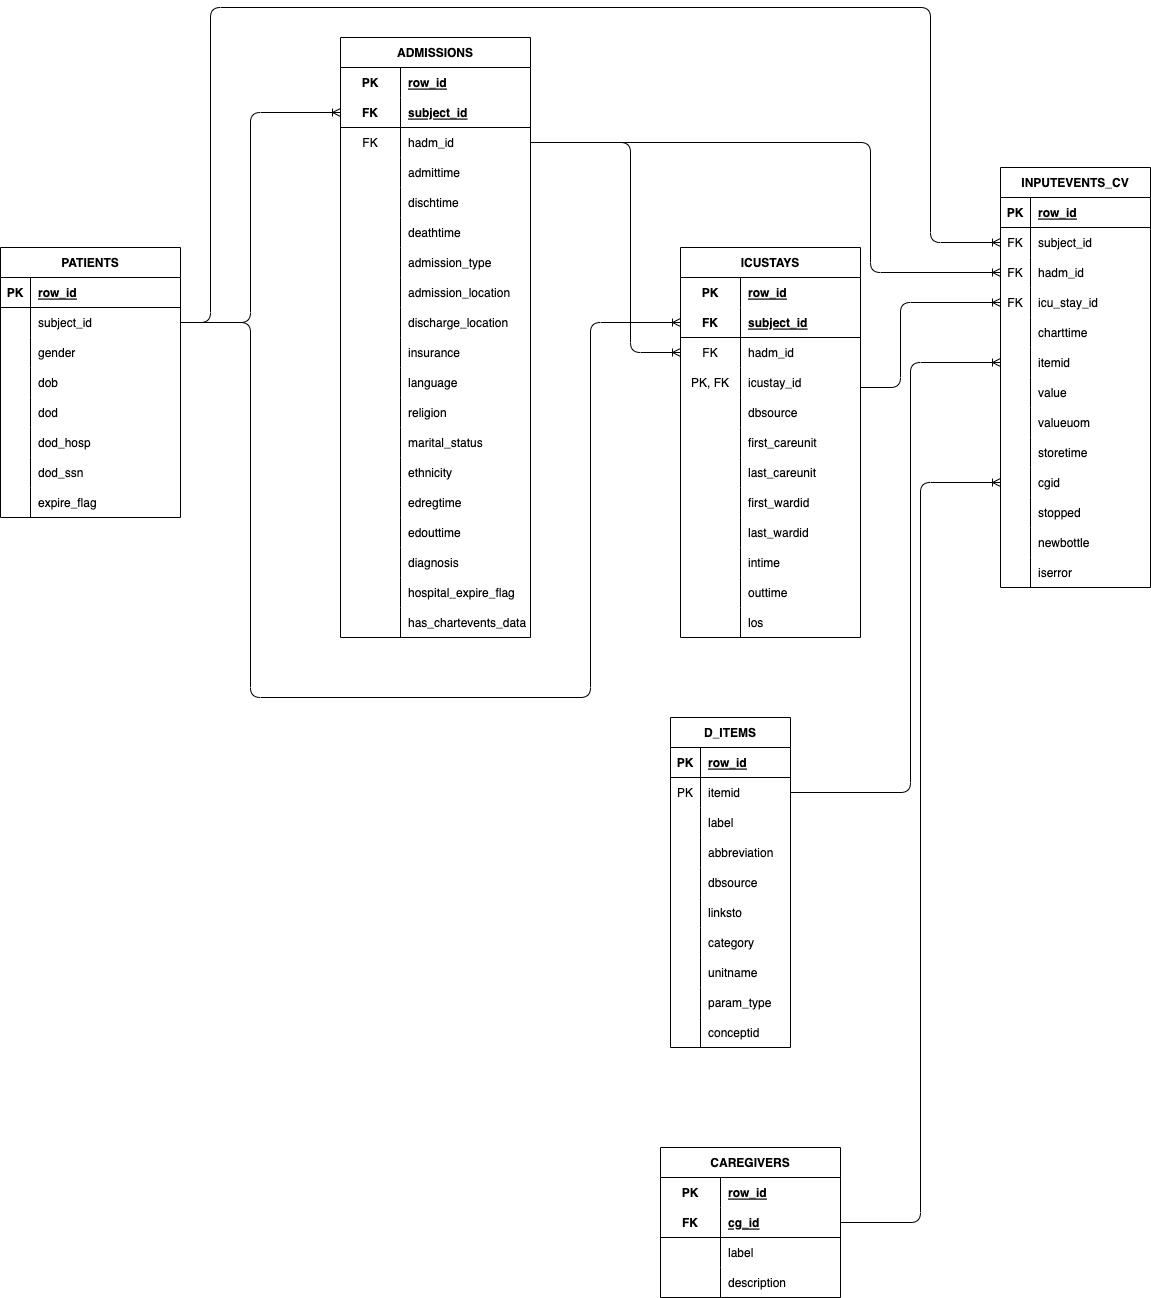 ADMISSIONS
PK row_id
FK subject_id
FK hadm_id
admittime
dischtime
deathtime
admission_type
admission_location
discharge_location
insurance
language
religion
marital_status
ethnicity
edregtime
edouttime
diagnosis
hospital_expire_flag
has_chartevents_data
PATIENTS
PK row_id
subject_id
gender
dob
dod
dod_hosp
dod_ssn
expire_flag
ICUSTAYS
PK row_id
FK subject_id
FK hadm_id
PK, FK icustay_id
dbsource
first_careunit
last_careunit
first_wardid
last_wardid
intime
outtime
los
INPUTEVENTS_CV
PK row_id
FK subject_id
FK hadm_id
FK icu_stay_id
charttime
itemid
value
valueuom
storetime
cgid
stopped
newbottle
iserror
D_ITEMS
PK row_id
PK itemid
label
abbreviation
dbsource
linksto
category
unitname
param_type
conceptid
CAREGIVERS
PK row_id
FK cg_id
label
description